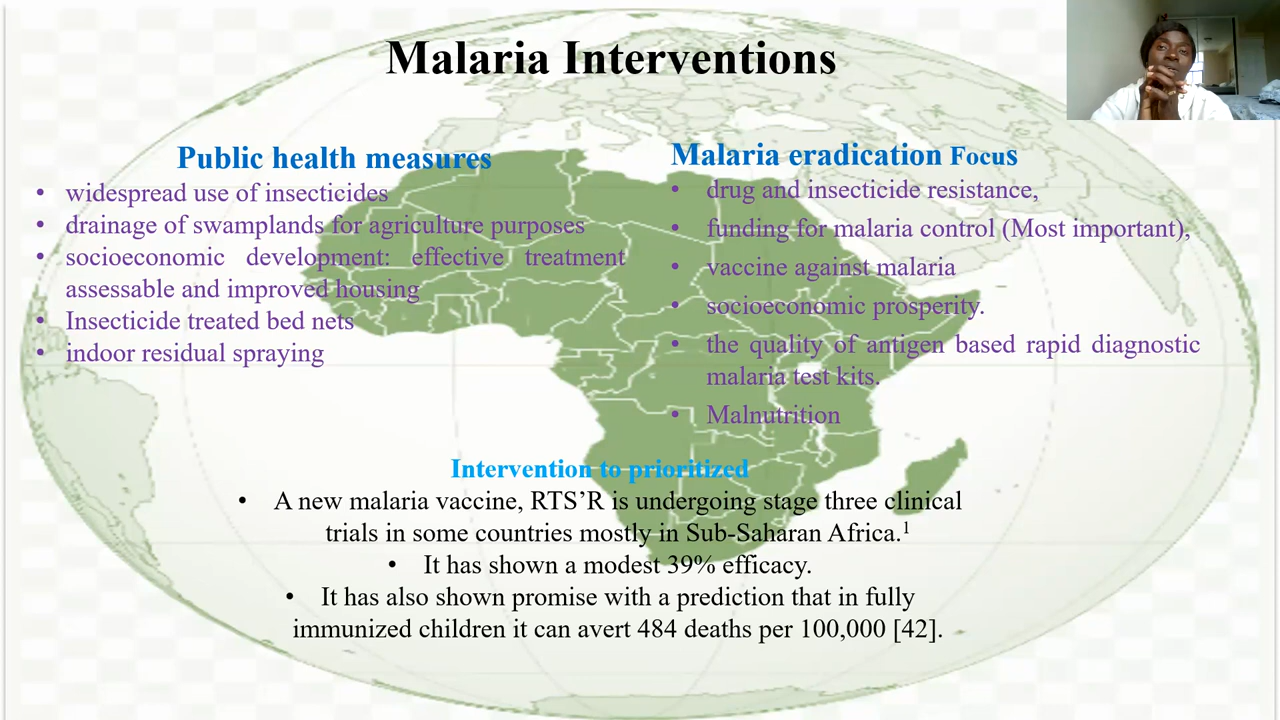 Malaria Interventions
Public health measures
• widespread use of insecticides
• drainage of swamplands for agriculture purposes
• socioeconomic development: effective treatment
assessable and improved housing
• Insecticide treated bed nets
• indoor residual spraying
Malaria eradication Focus
• drug and insecticide resistance,
• funding for malaria control (Most important),
• vaccine against malaria
• socioeconomic prosperity.
• the quality of antigen based rapid diagnostic
malaria test kits.
• Malnutrition
Intervention to prioritized
• A new malaria vaccine, RTS’R is undergoing stage three clinical
trials in some countries mostly in Sub-Saharan Africa.1
• It has shown a modest 39% efficacy.
• It has also shown promise with a prediction that in fully
immunized children it can avert 484 deaths per 100,000 [42].